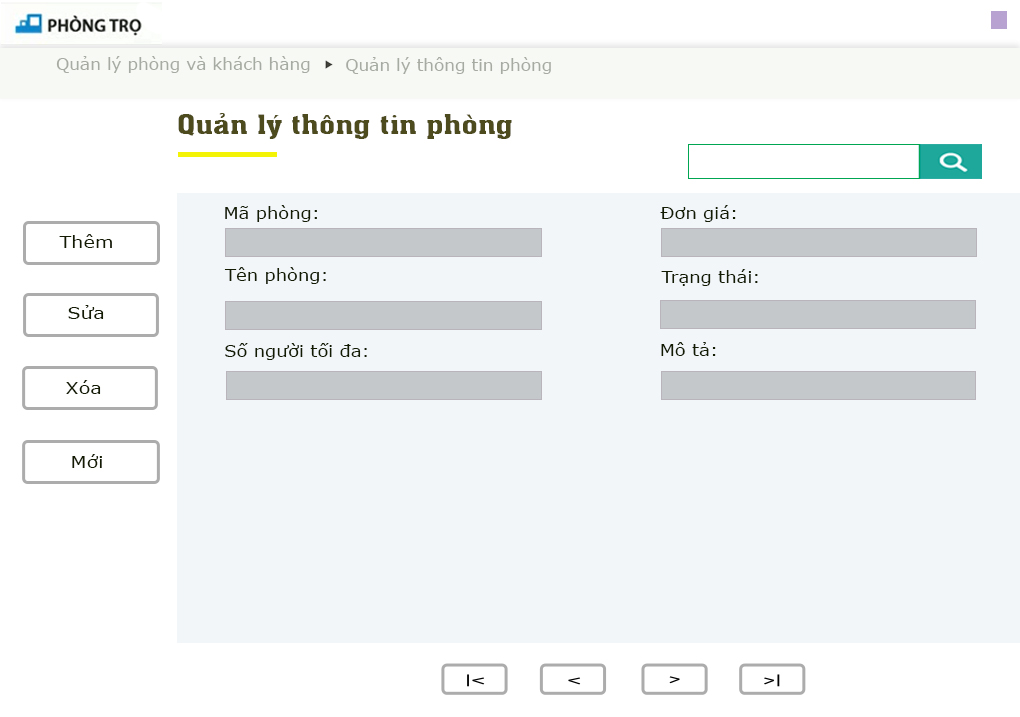 PHÒNG TRỌ
Quản lý phòng và khách hàng ▸ Quản lý thông tin phòng
Quản lý thông tin phòng
Thêm
Sửa
Xóa
Mới
Mã phòng:
Đơn giá:
Tên phòng:
Trạng thái:
Số người tối đa:
Mô tả:
I<
<
>
>I